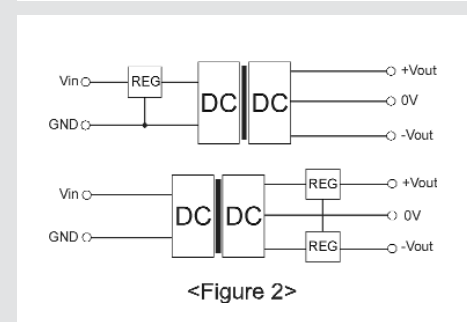 Vin REG DC DC +Vout
0V
GND -Vout
Vin DC DC REG +Vout
0V
GND REG -Vout
<Figure 2>